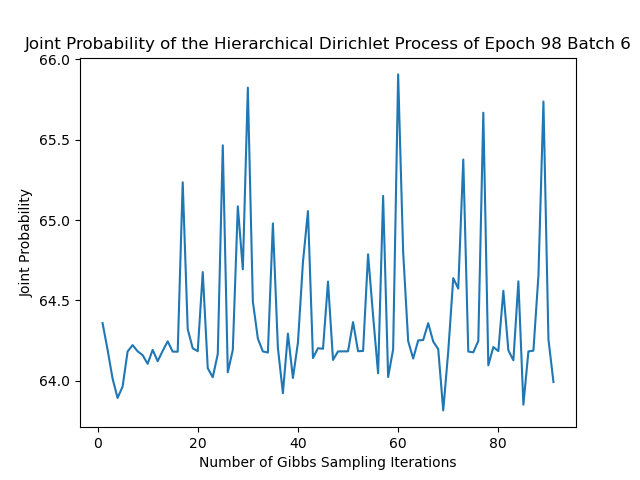 Joint Probability of the Hierarchical Dirichlet Process of Epoch 98 Batch 6
66.0
65.5
65.0
64.5
64.0
Joint Probability
0 20 40 60 80
Number of Gibbs Sampling Iterations